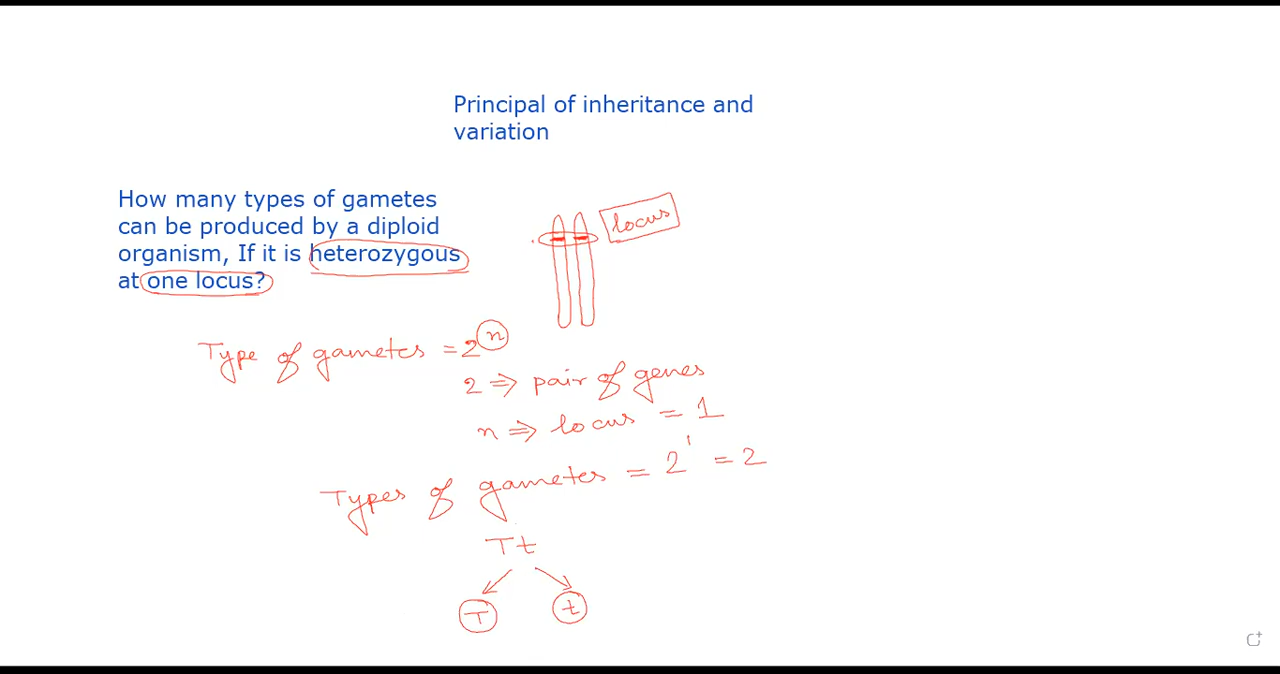 Principal of inheritance and
variation
How many types of gametes
can be produced by a diploid
organism, If it is heterozygous
at one locus?
locus
Type of gametes = 2ⁿ
2 ⇒ pair of genes
n ⇒ locus = 1
Types of gametes = 2¹ = 2
Tt
T t